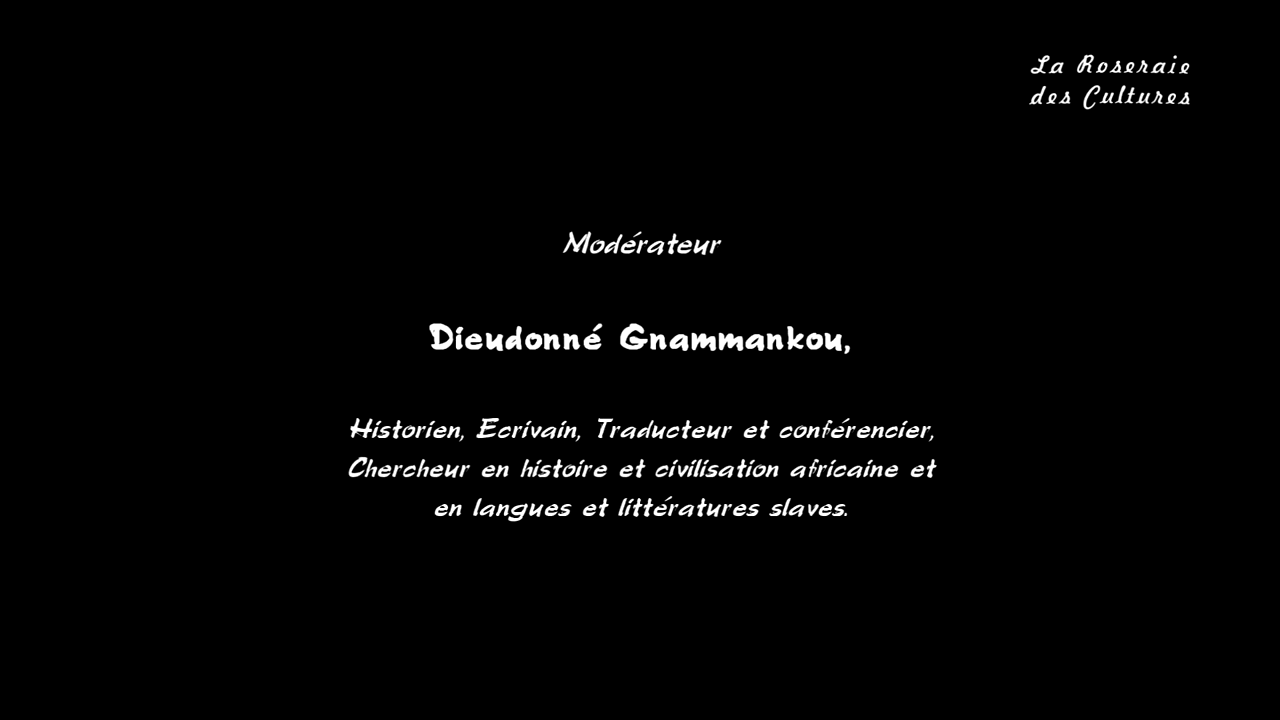 La Roseraie
des Cultures
Modérateur
Dieudonné Gnammankou,
Historien, Ecrivain, Traducteur et conférencier,
Chercheur en histoire et civilisation africaine et
en langues et littératures slaves.